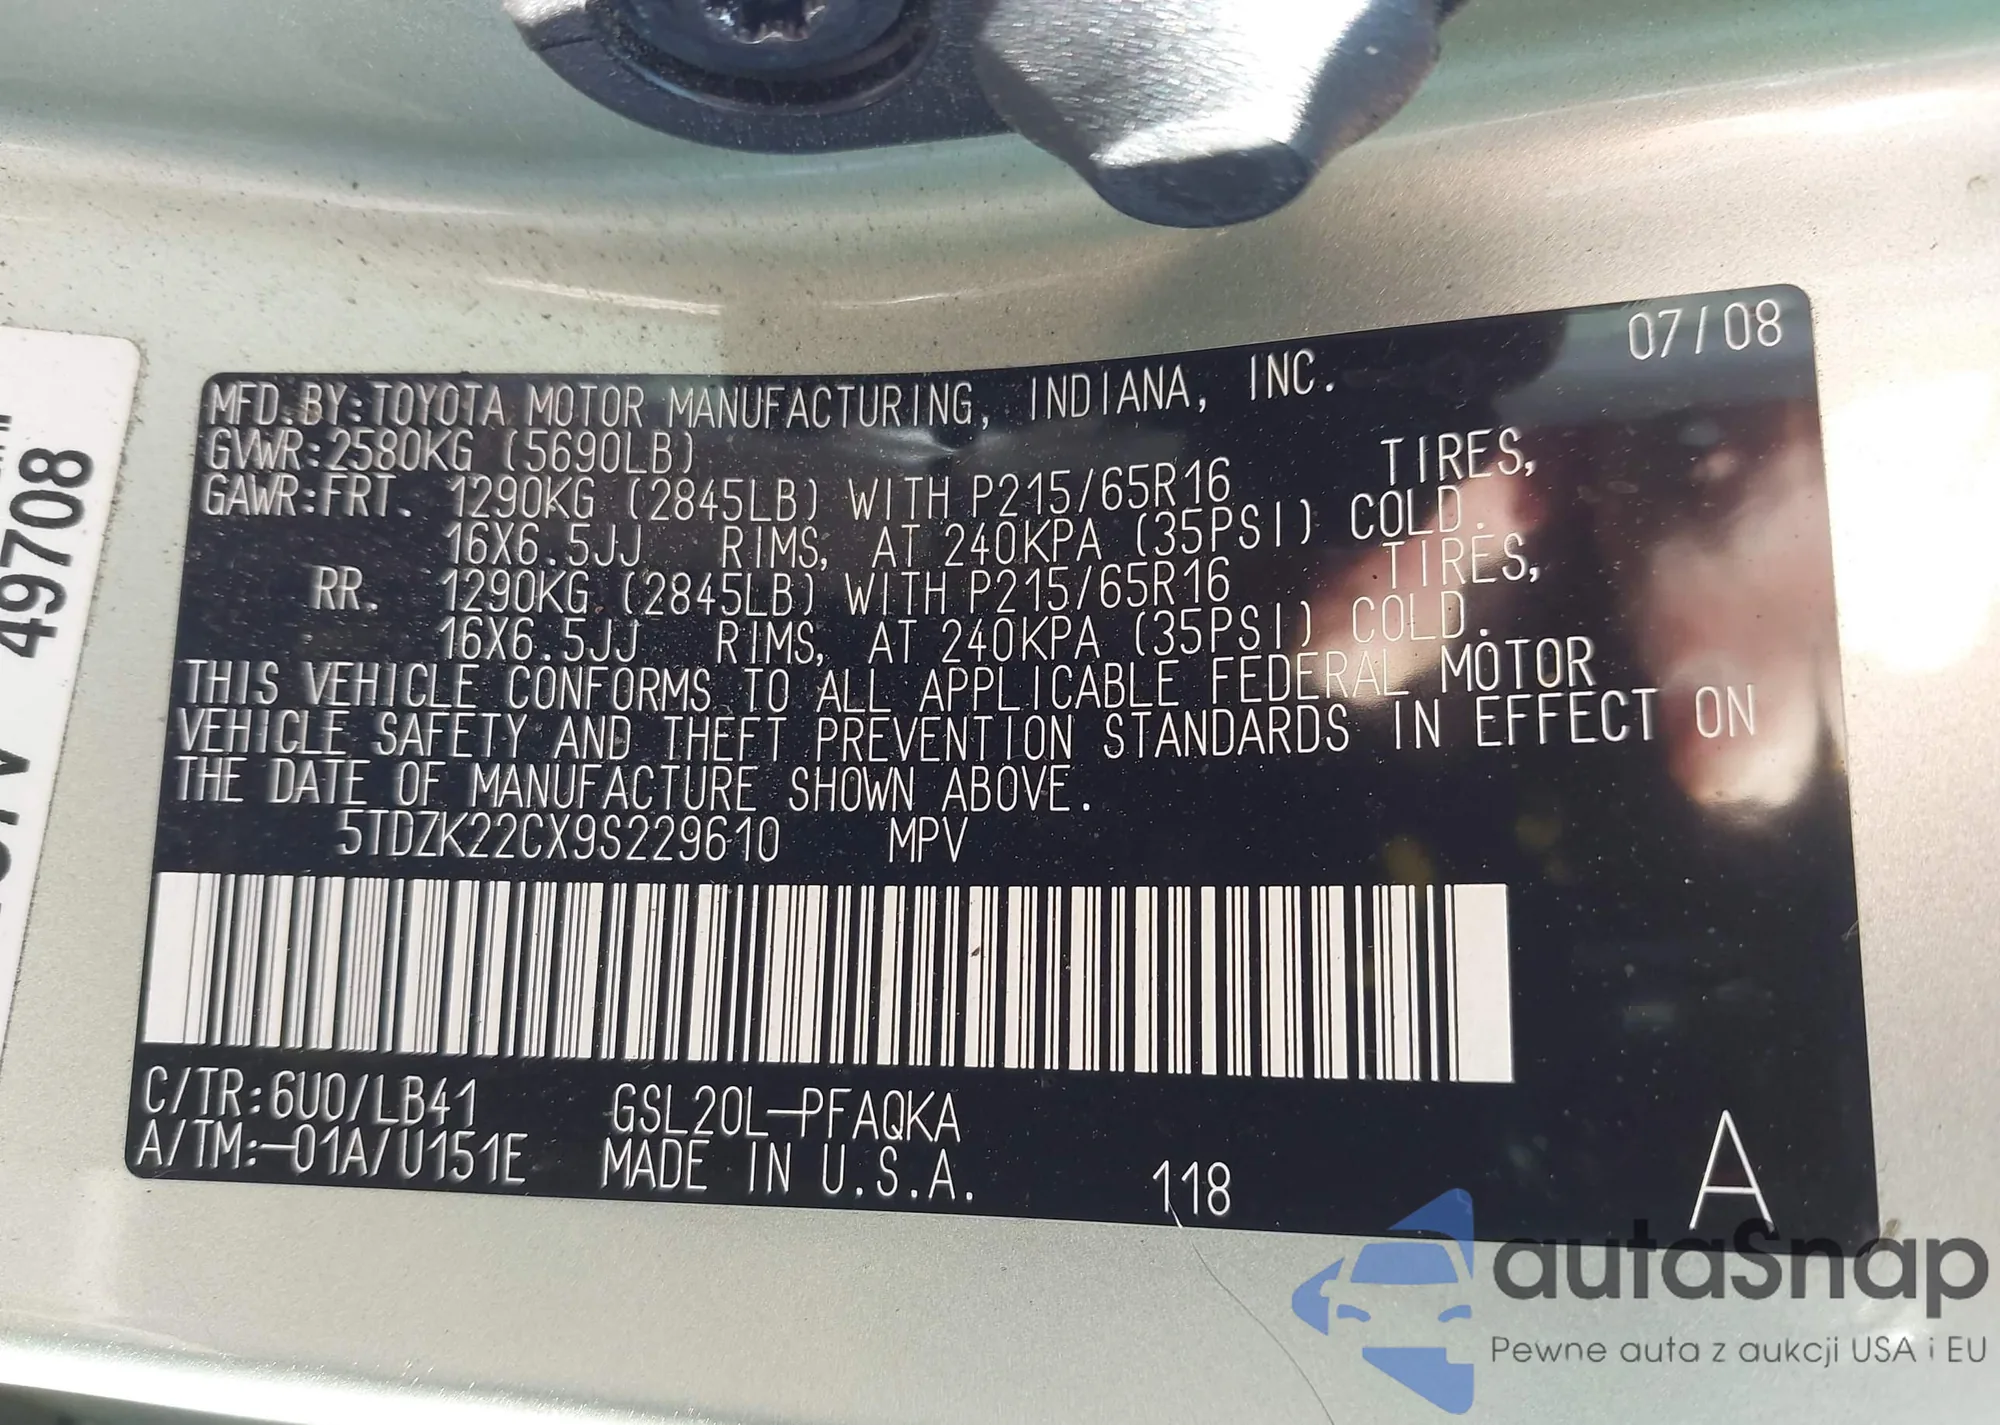 07/08
MFD.BY:TOYOTA MOTOR MANUFACTURING, INDIANA, INC.
GVWR:2580KG (5690LB)
GAWR:FRT. 1290KG (2845LB) WITH P215/65R16 TIRES,
16X6.5JJ RIMS, AT 240KPA (35PSI) COLD.
RR. 1290KG (2845LB) WITH P215/65R16 TIRES,
16X6.5JJ RIMS, AT 240KPA (35PSI) COLD.
THIS VEHICLE CONFORMS TO ALL APPLICABLE FEDERAL MOTOR
VEHICLE SAFETY AND THEFT PREVENTION STANDARDS IN EFFECT ON
THE DATE OF MANUFACTURE SHOWN ABOVE.
5TDZK22CX9S229610 MPV
C/TR:6U0/LB41 GSL20L-PFAQKA
A/TM:-01A/U151E MADE IN U.S.A. 118 A
49708
autaSnap
Pewne auta z aukcji USA i EU